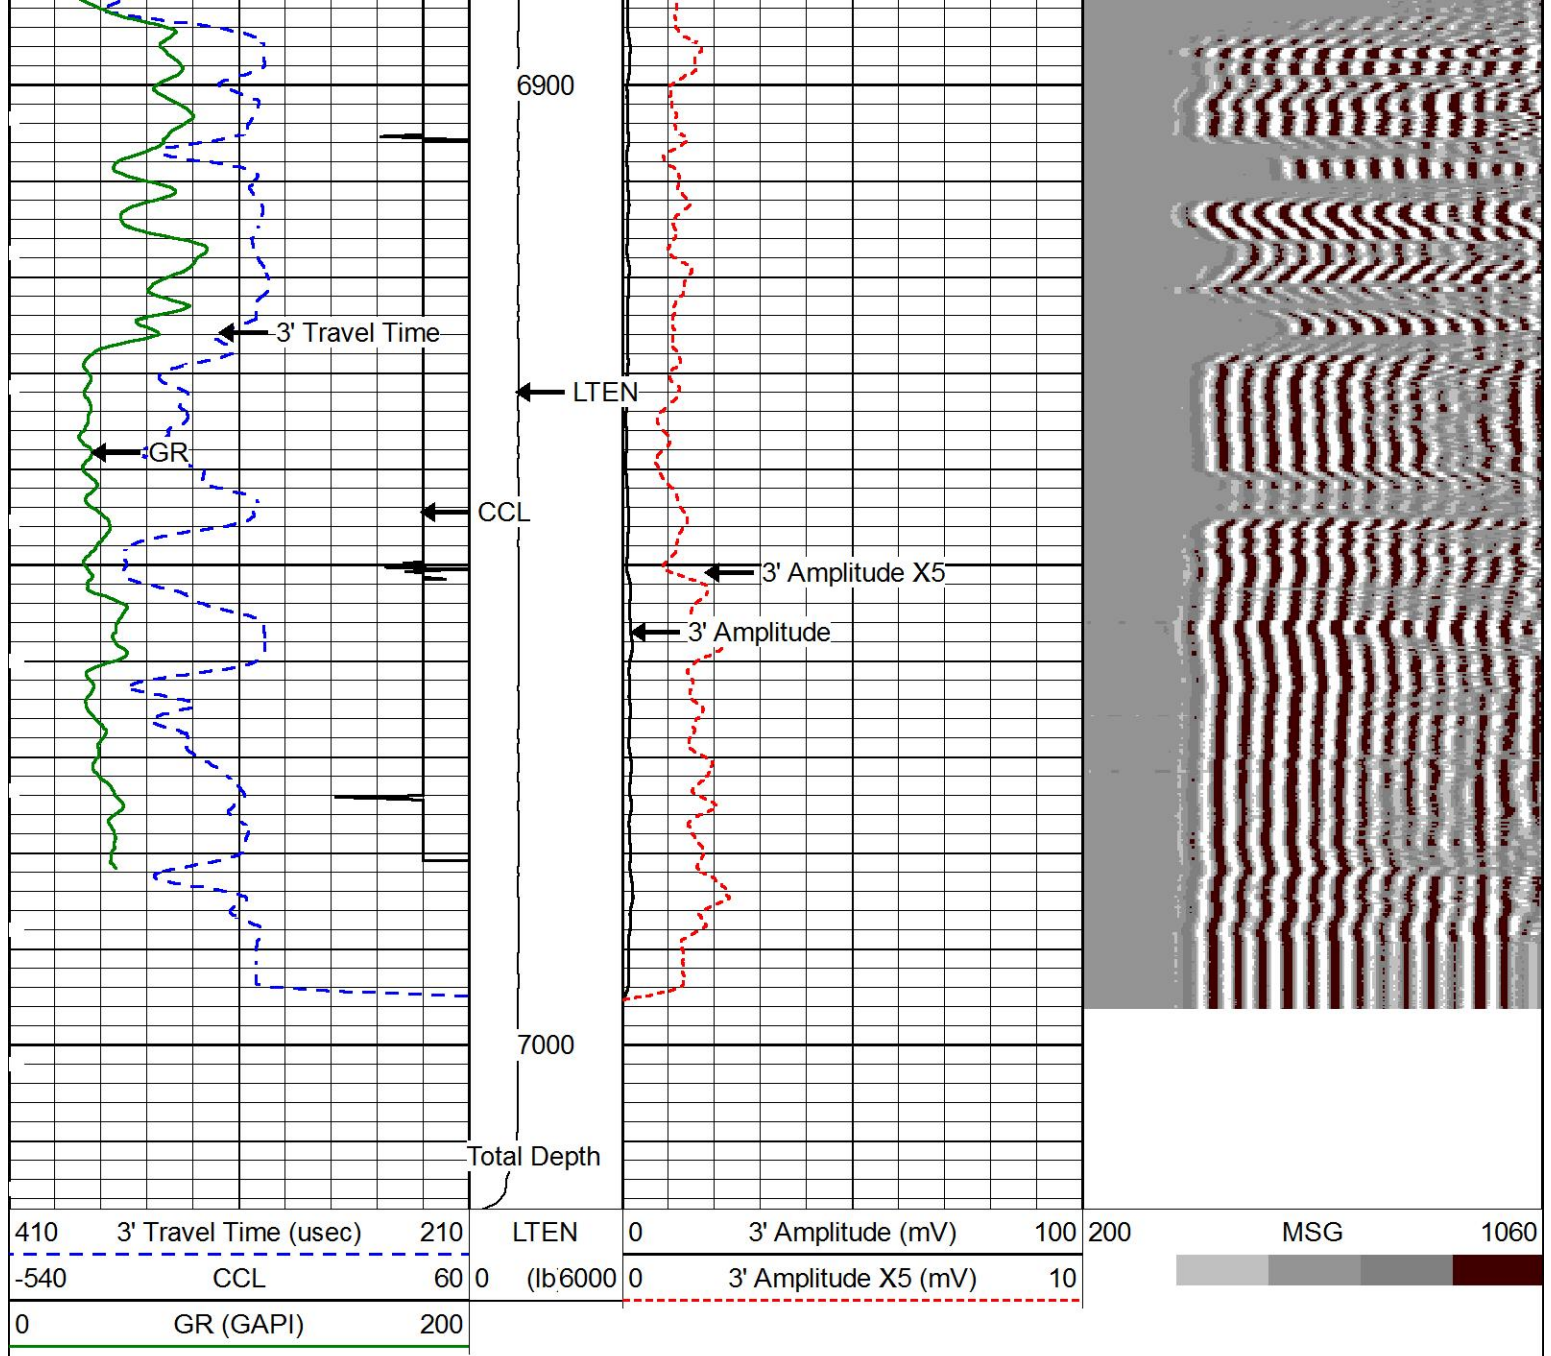 6900
3' Travel Time
LTEN
GR
CCL
3' Amplitude X5
3' Amplitude
7000
Total Depth
410 3' Travel Time (usec) 210 LTEN 0 3' Amplitude (mV) 100 200 MSG 1060
-540 CCL 60 0 (lb 6000 0 3' Amplitude X5 (mV) 10
0 GR (GAPI) 200